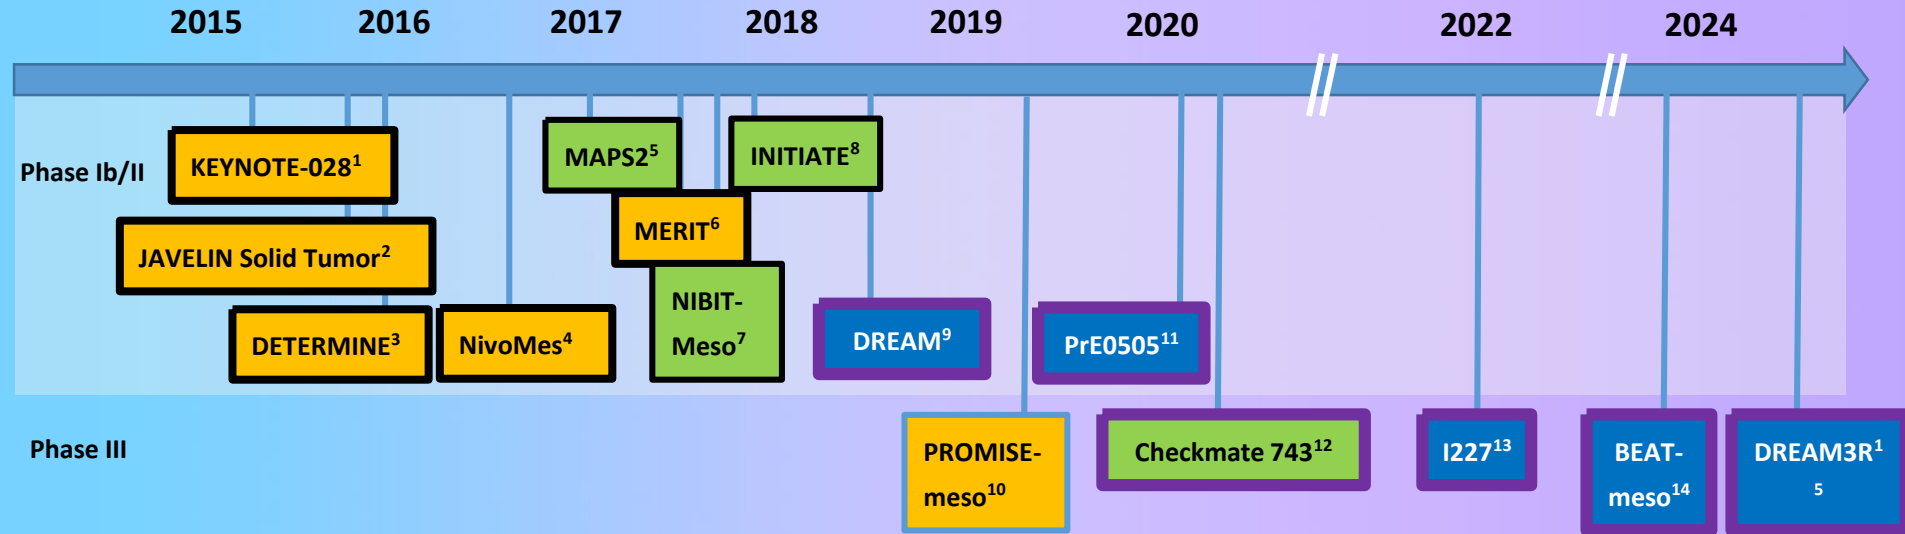 2015 2016 2017 2018 2019 2020 2022 2024
Phase Ib/II
KEYNOTE-028¹
MAPS2⁵
INITIATE⁸
MERIT⁶
JAVELIN Solid Tumor²
NIBIT-
Meso⁷
DETERMINE³
NivoMes⁴
DREAM⁹
PrE0505¹¹
Phase III
PROMISE-
meso¹⁰
Checkmate 743¹²
I227¹³
BEAT-
meso¹⁴
DREAM3R¹
⁵